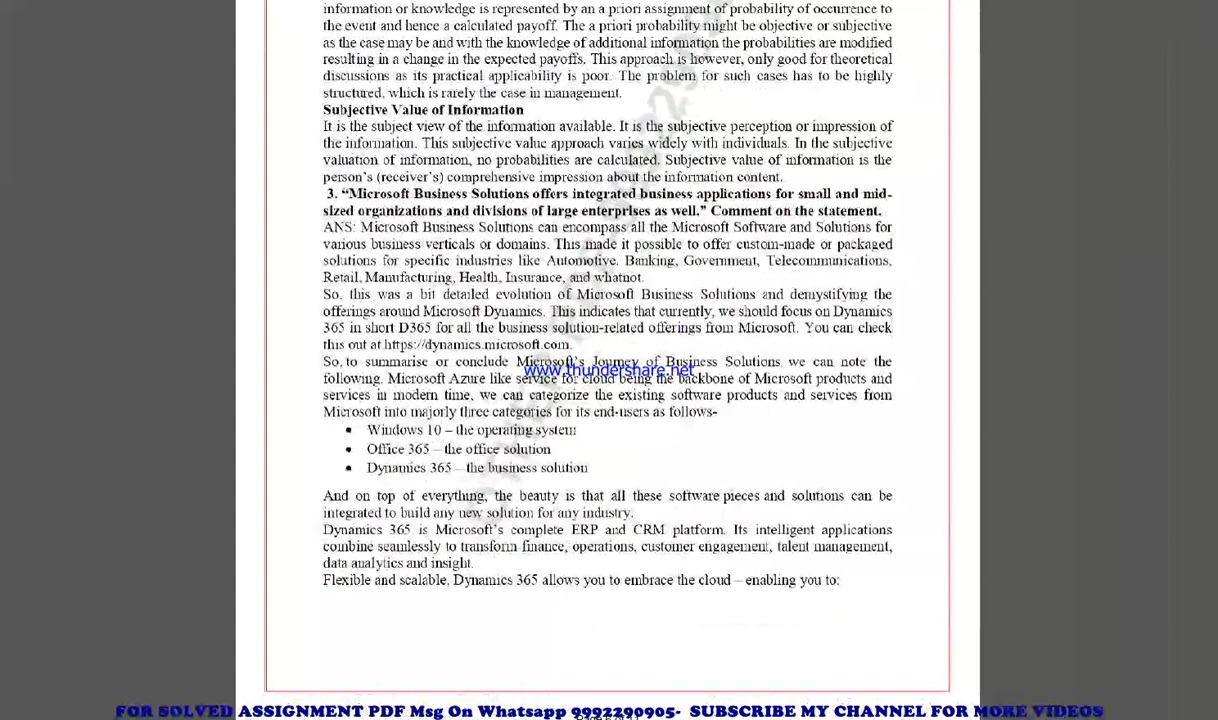 information or knowledge is represented by an a priori assignment of probability of occurrence to
the event and hence a calculated payoff. The a priori probability might be objective or subjective
as the case may be and with the knowledge of additional information the probabilities are modified
resulting in a change in the expected payoffs. This approach is however, only good for theoretical
discussions as its practical applicability is poor. The problem for such cases has to be highly
structured, which is rarely the case in management.
Subjective Value of Information
It is the subject view of the information available. It is the subjective perception or impression of
the information. This subjective value approach varies widely with individuals. In the subjective
valuation of information, no probabilities are calculated. Subjective value of information is the
person's (receiver's) comprehensive impression about the information content.
3. “Microsoft Business Solutions offers integrated business applications for small and mid-
sized organizations and divisions of large enterprises as well.” Comment on the statement.
ANS: Microsoft Business Solutions can encompass all the Microsoft Software and Solutions for
various business verticals or domains. This made it possible to offer custom-made or packaged
solutions for specific industries like Automotive, Banking, Government, Telecommunications,
Retail, Manufacturing, Health, Insurance, and whatnot.
So, this was a bit detailed evolution of Microsoft Business Solutions and demystifying the
offerings around Microsoft Dynamics. This indicates that currently, we should focus on Dynamics
365 in short D365 for all the business solution-related offerings from Microsoft. You can check
this out at https://dynamics.microsoft.com.
So, to summarise or conclude Microsoft's Journey of Business Solutions we can note the
www.thundershare.net
following. Microsoft Azure like service for cloud being the backbone of Microsoft products and
services in modern time, we can categorize the existing software products and services from
Microsoft into majorly three categories for its end-users as follows-
• Windows 10 – the operating system
• Office 365 – the office solution
• Dynamics 365 – the business solution
And on top of everything, the beauty is that all these software pieces and solutions can be
integrated to build any new solution for any industry.
Dynamics 365 is Microsoft's complete ERP and CRM platform. Its intelligent applications
combine seamlessly to transform finance, operations, customer engagement, talent management,
data analytics and insight.
Flexible and scalable, Dynamics 365 allows you to embrace the cloud – enabling you to:
FOR SOLVED ASSIGNMENT PDF Msg On Whatsapp 9992290905- SUBSCRIBE MY CHANNEL FOR MORE VIDEOS